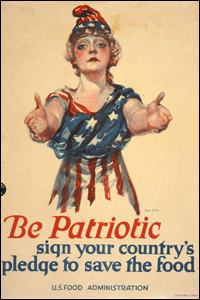 Be Patriotic
sign your country's
pledge to save the food
U.S. FOOD ADMINISTRATION